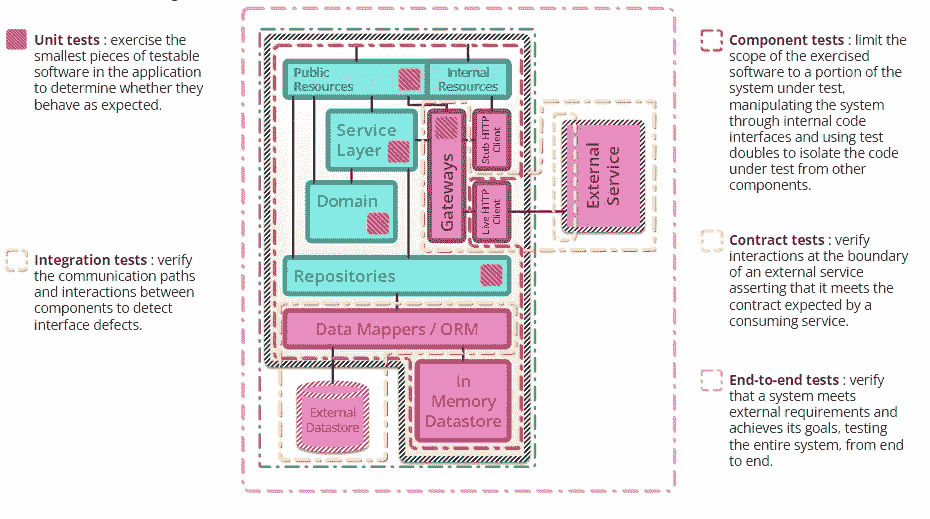 Unit tests : exercise the
smallest pieces of testable
software in the application
to determine whether they
behave as expected.
Integration tests : verify
the communication paths
and interactions between
components to detect
interface defects.
Public
Resources
Internal
Resources
Service
Layer
Domain
Gateways
Stub HTTP
Client
Live HTTP
Client
External
Service
Repositories
Data Mappers / ORM
External
Datastore
In
Memory
Datastore
Component tests : limit the
scope of the exercised
software to a portion of the
system under test,
manipulating the system
through internal code
interfaces and using test
doubles to isolate the code
under test from other
components.
Contract tests : verify
interactions at the boundary
of an external service
asserting that it meets the
contract expected by a
consuming service.
End-to-end tests : verify
that a system meets
external requirements and
achieves its goals, testing
the entire system, from end
to end.